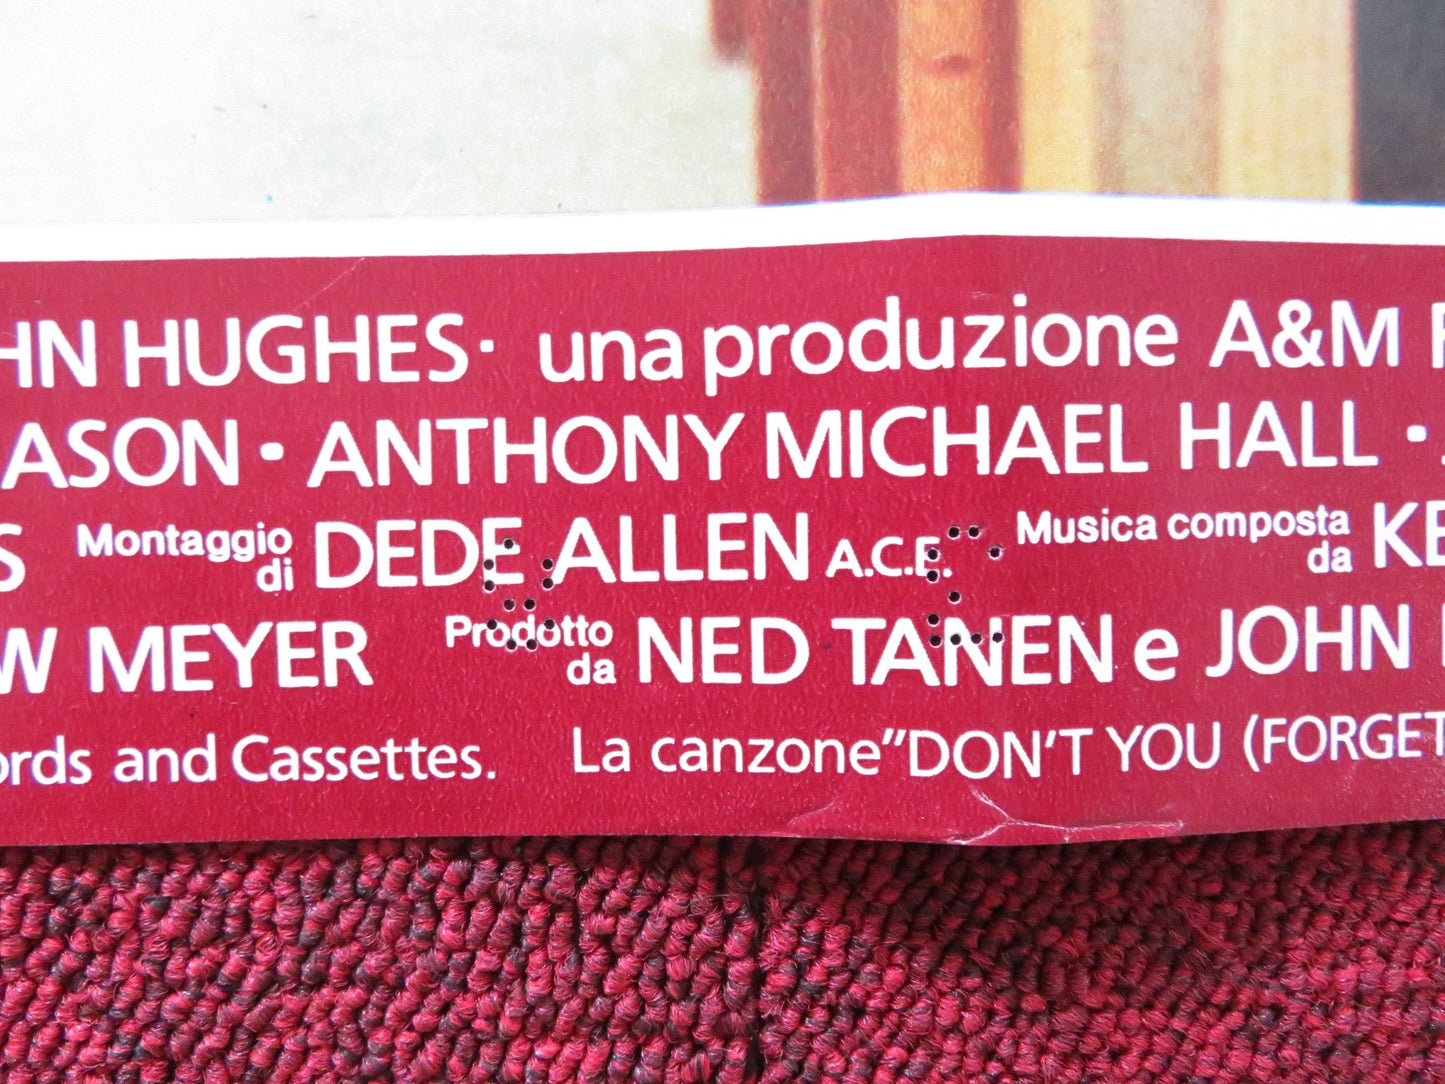 HN HUGHES · una produzione A&M
ASON · ANTHONY MICHAEL HALL ·
S Montaggio di DEDE ALLEN A.C.E. Musica composta da KE
W MEYER Prodotto da NED TANEN e JOHN
ords and Cassettes. La canzone "DON'T YOU (FORGET